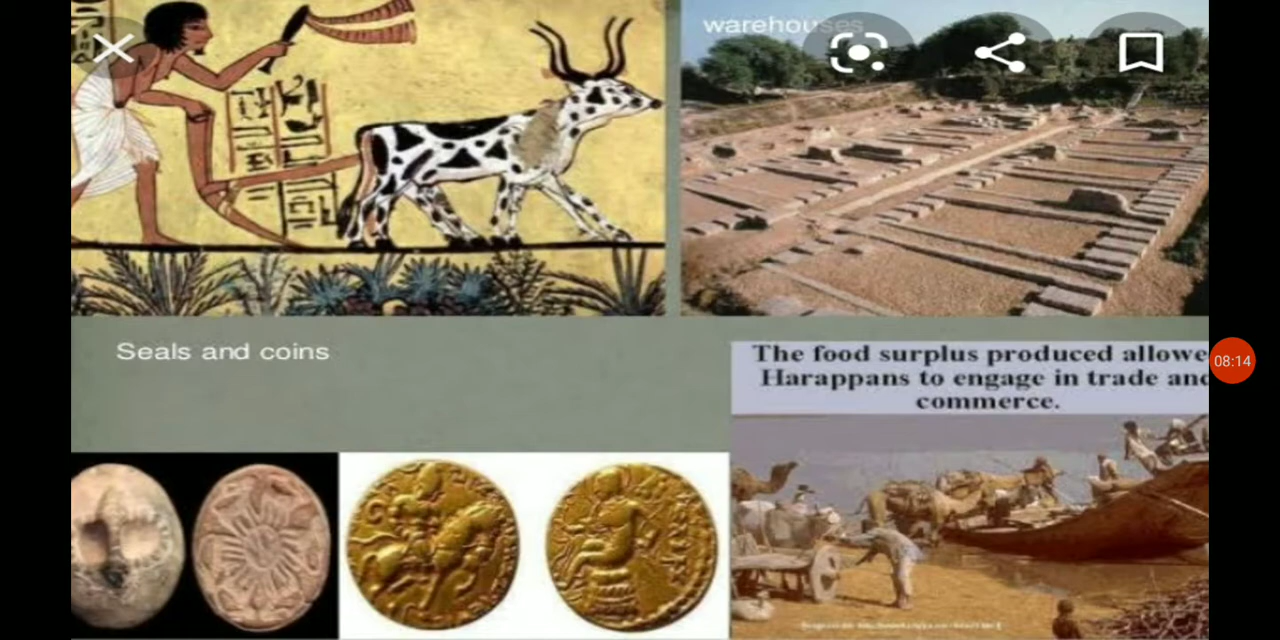 warehouses
Seals and coins
The food surplus produced allowe
Harappans to engage in trade and
commerce.
08:14